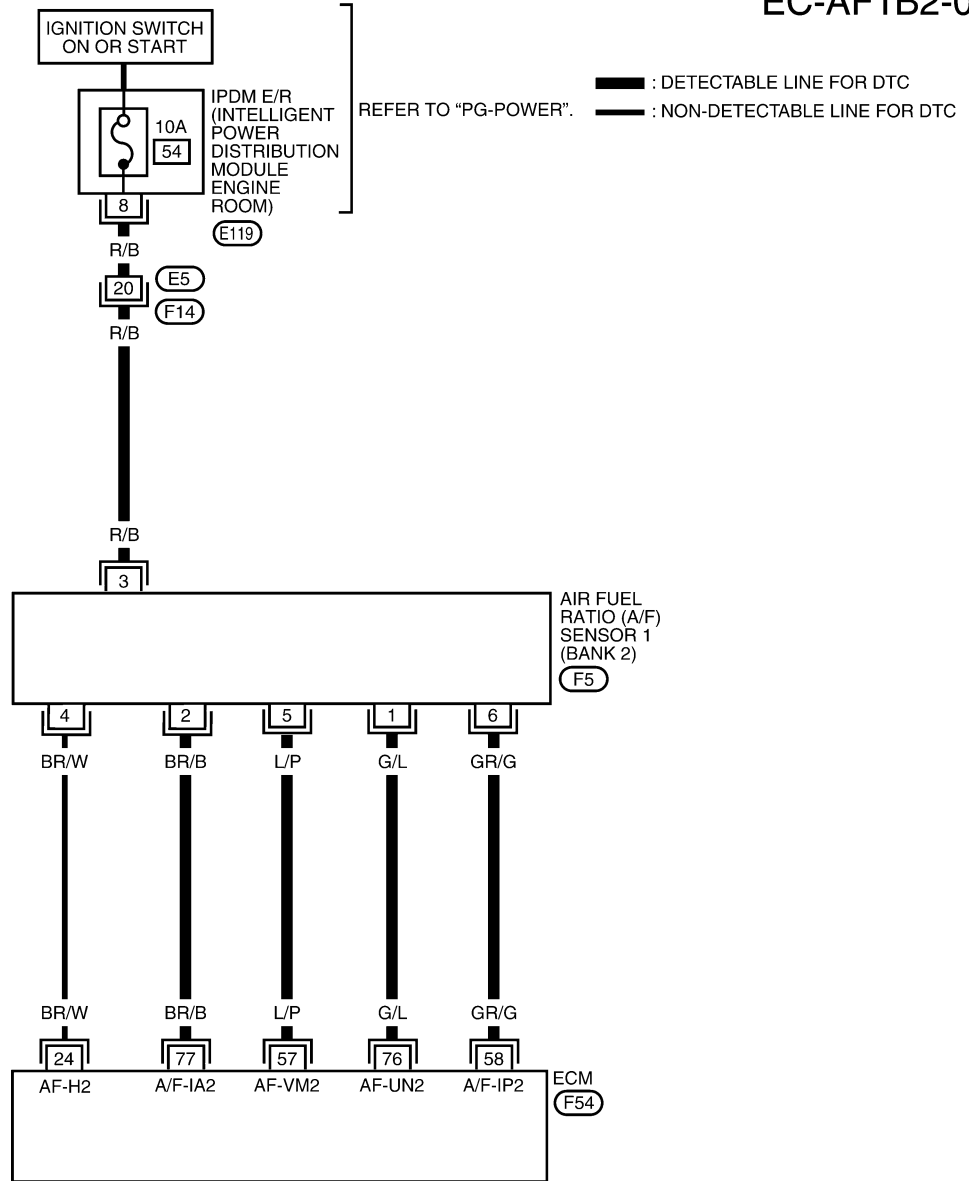 EC-AF1B2-0
IGNITION SWITCH
ON OR START
IPDM E/R
(INTELLIGENT
POWER
DISTRIBUTION
MODULE
ENGINE
ROOM)
10A
54
E119
REFER TO “PG-POWER”.
: DETECTABLE LINE FOR DTC
: NON-DETECTABLE LINE FOR DTC
8
R/B
20
E5
F14
R/B
R/B
3
AIR FUEL
RATIO (A/F)
SENSOR 1
(BANK 2)
F5
4 2 5 1 6
BR/W BR/B L/P G/L GR/G
BR/W BR/B L/P G/L GR/G
24 77 57 76 58
AF-H2 A/F-IA2 AF-VM2 AF-UN2 A/F-IP2
ECM
F54